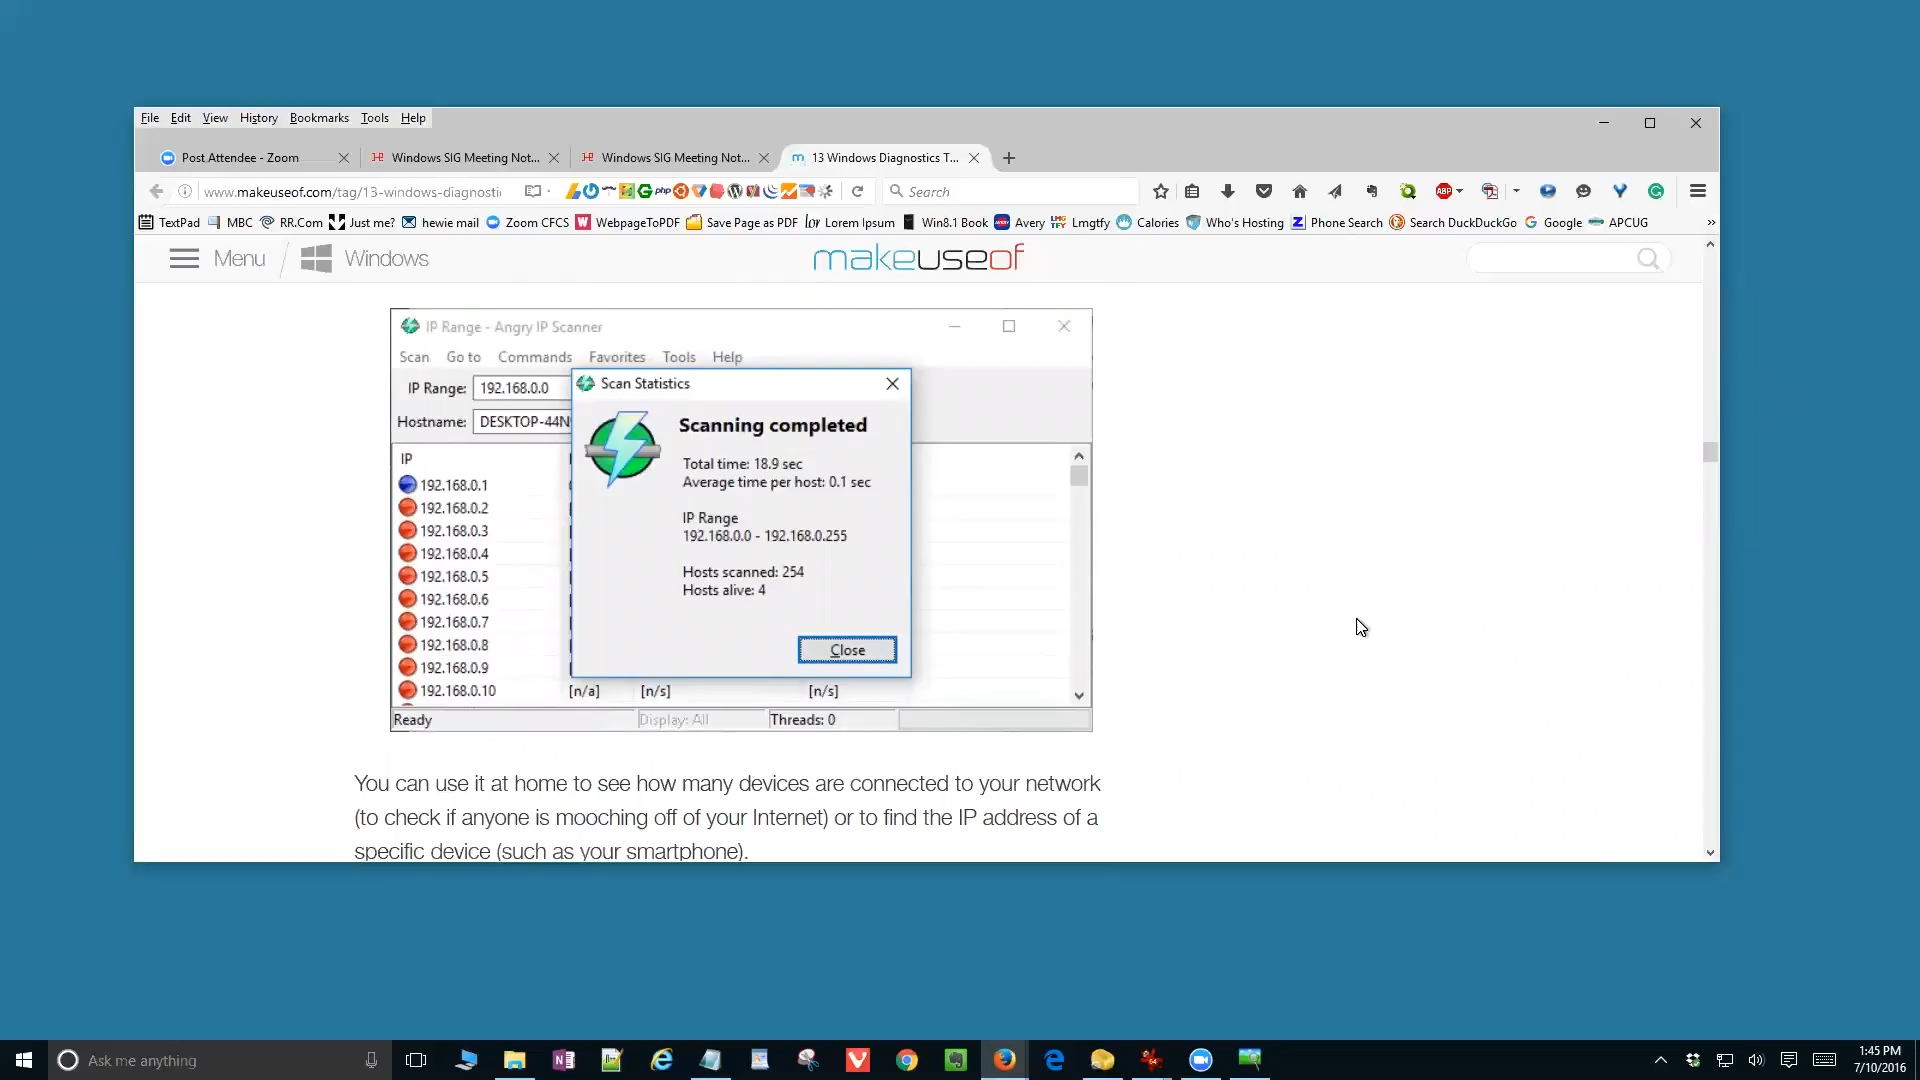 File Edit View History Bookmarks Tools Help
Post Attendee - Zoom
Windows SIG Meeting Not...
Windows SIG Meeting Not...
13 Windows Diagnostics T...
www.makeuseof.com/tag/13-windows-diagnostic
Search
TextPad MBC RR.Com Just me? hewie mail Zoom CFCS WebpageToPDF Save Page as PDF Lorem Ipsum Win8.1 Book Avery Lmgtfy Calories Who's Hosting Phone Search Search DuckDuckGo Google APCUG
Menu Windows makeuseof
IP Range - Angry IP Scanner
Scan Go to Commands Favorites Tools Help
IP Range: 192.168.0.0
Hostname: DESKTOP-44N
IP
192.168.0.1
192.168.0.2
192.168.0.3
192.168.0.4
192.168.0.5
192.168.0.6
192.168.0.7
192.168.0.8
192.168.0.9
192.168.0.10 [n/a] [n/s] [n/s]
Scan Statistics
Scanning completed
Total time: 18.9 sec
Average time per host: 0.1 sec
IP Range
192.168.0.0 - 192.168.0.255
Hosts scanned: 254
Hosts alive: 4
Close
Ready Display: All Threads: 0
You can use it at home to see how many devices are connected to your network
(to check if anyone is mooching off of your Internet) or to find the IP address of a
specific device (such as your smartphone).
Ask me anything
1:45 PM
7/10/2016